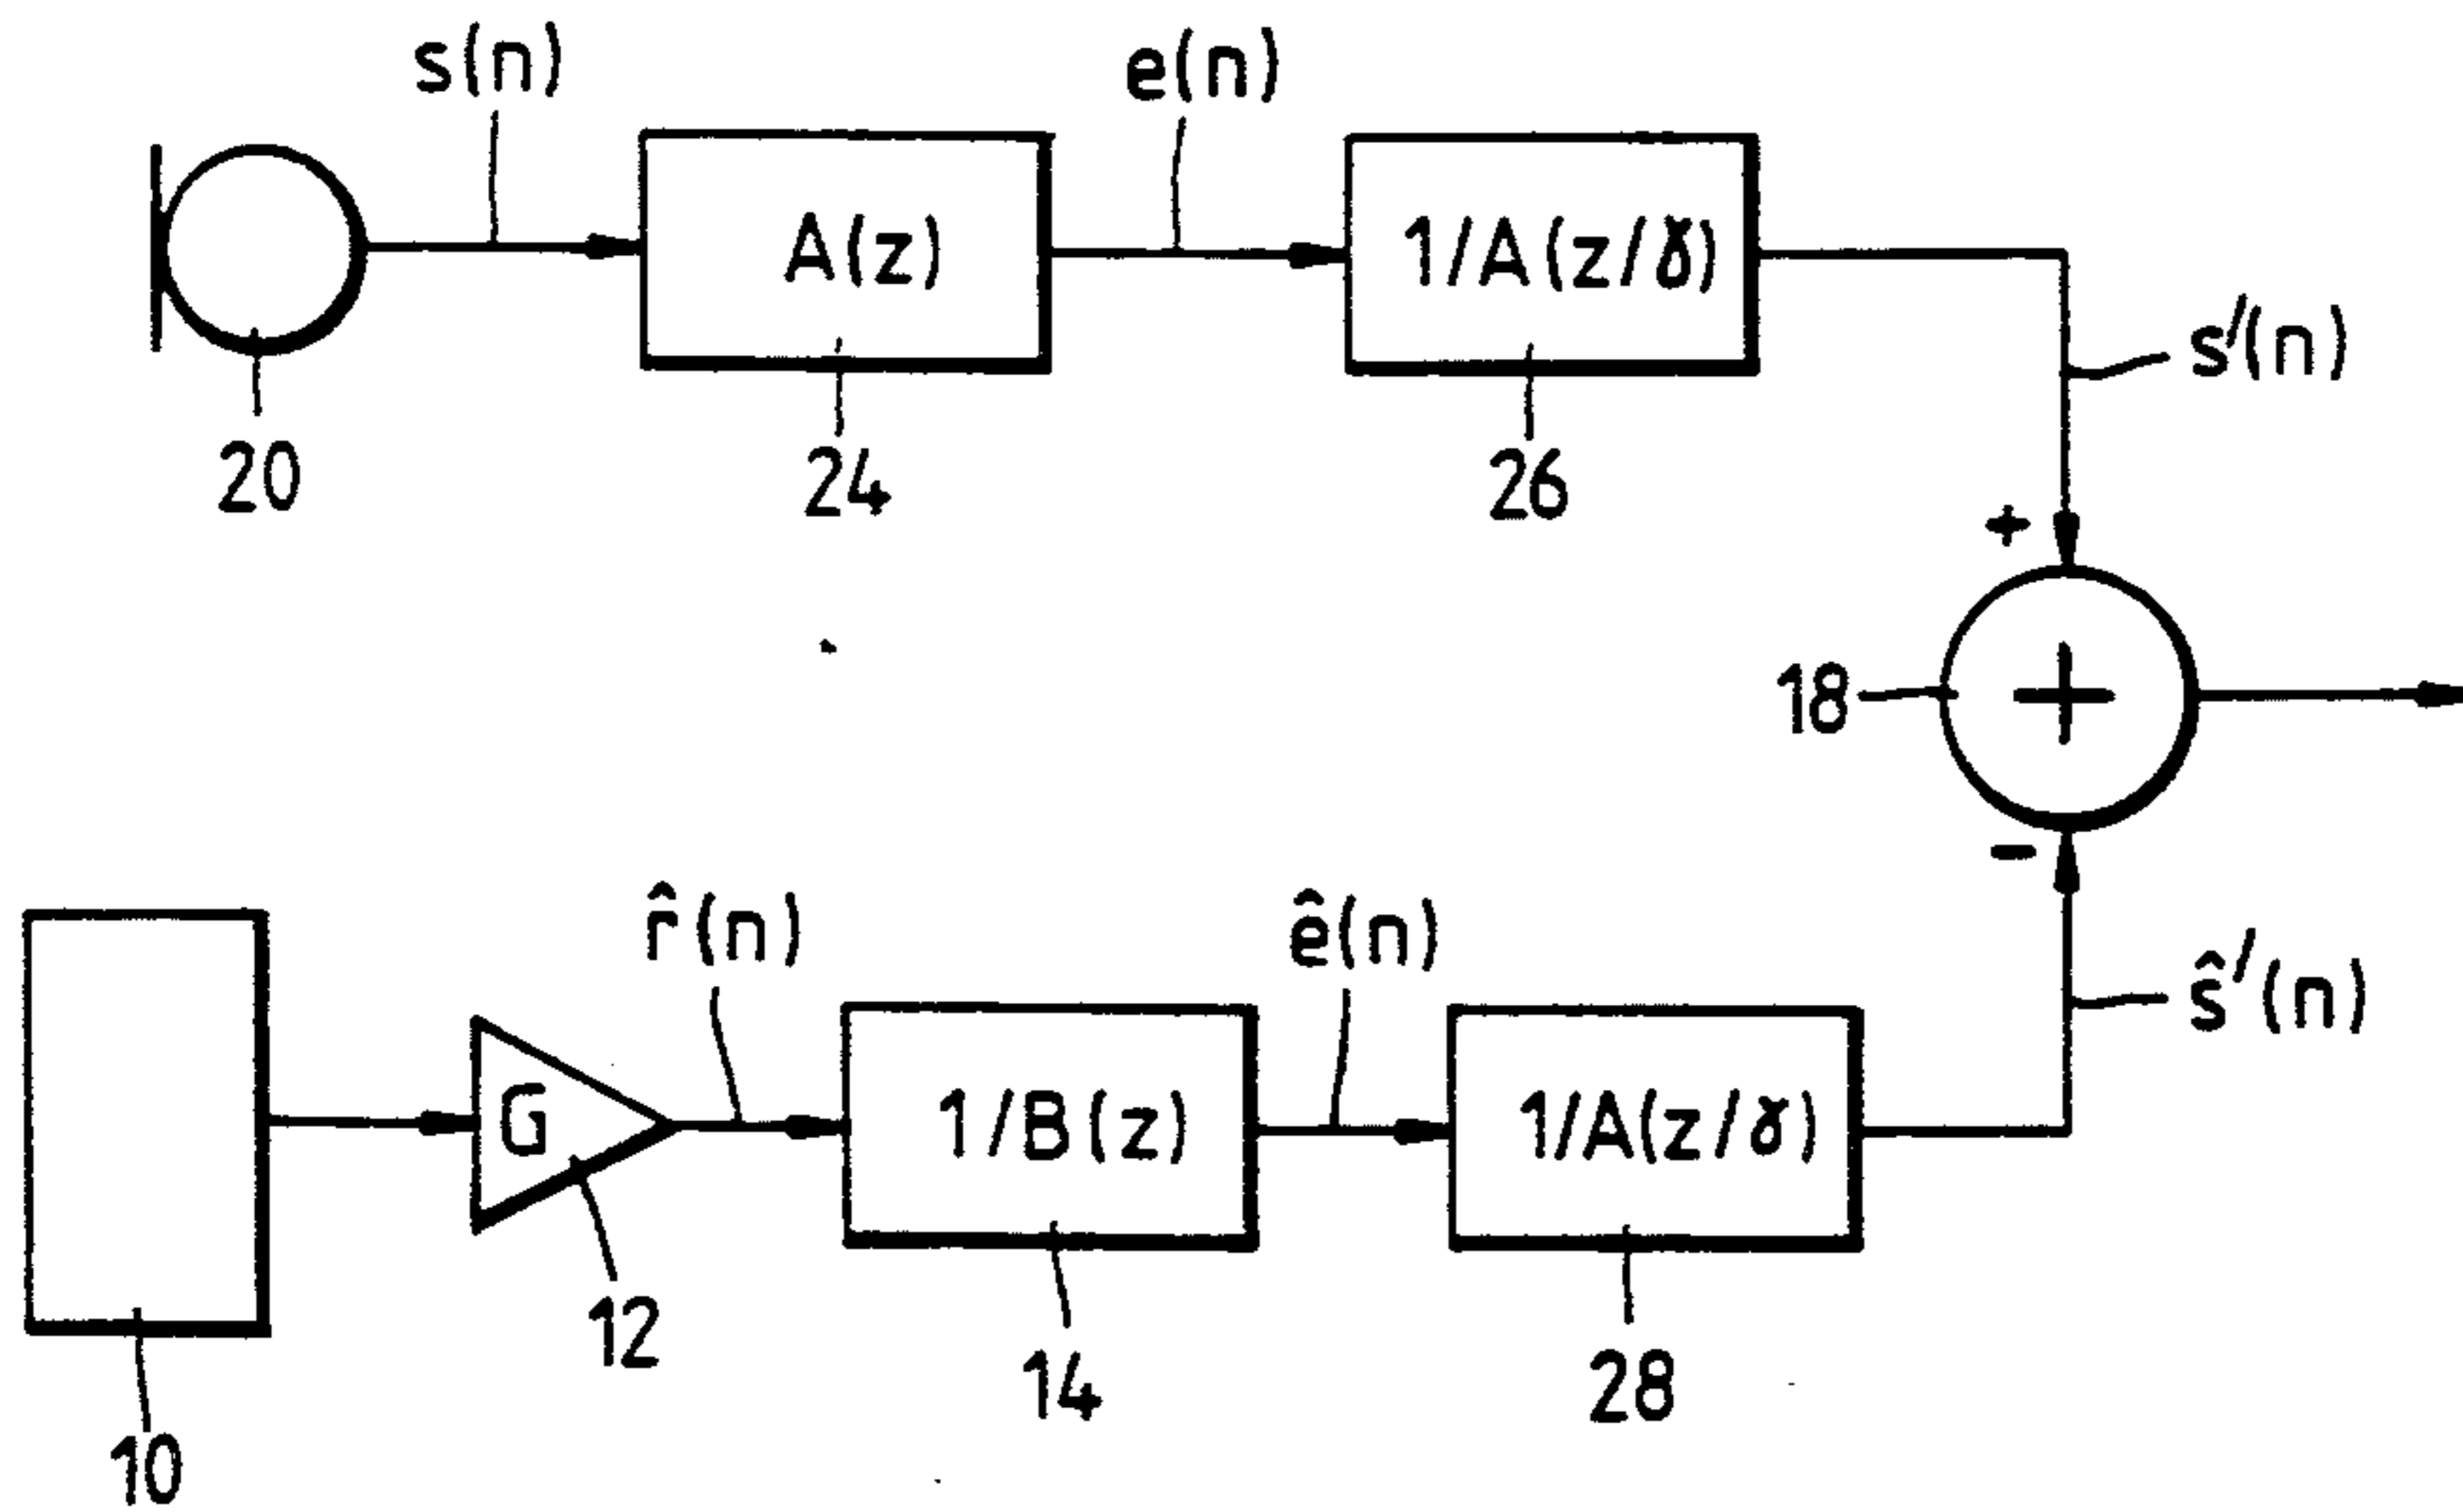 s(n)
e(n)
A(z)
1/A(z/γ)
s′(n)
20
24
26
+
18
+
−
r̂(n)
ê(n)
ŝ′(n)
G
1/B(z)
1/A(z/γ)
12
14
28
10